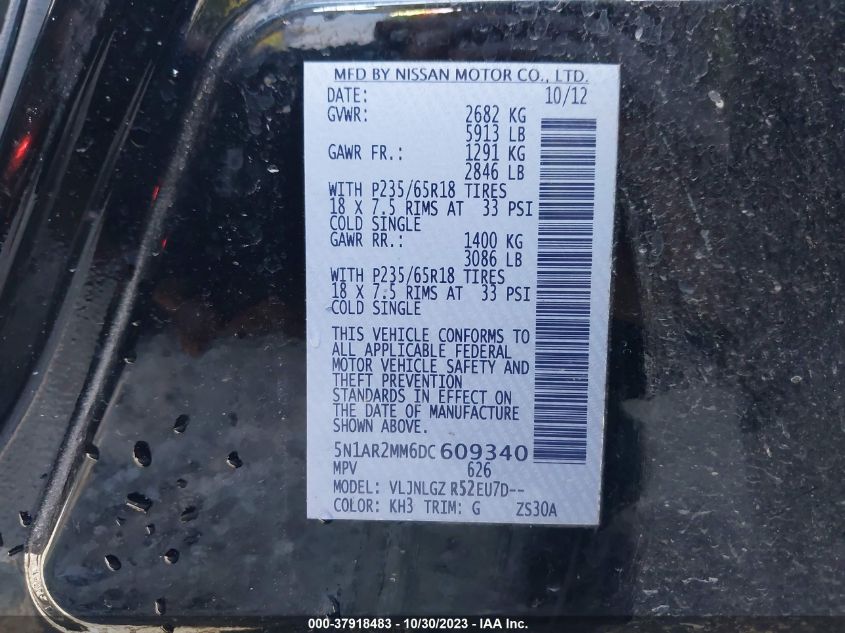 MFD BY NISSAN MOTOR CO., LTD.
DATE: 10/12
GVWR: 2682 KG
5913 LB
GAWR FR.: 1291 KG
2846 LB
WITH P235/65R18 TIRES
18 X 7.5 RIMS AT 33 PSI
COLD SINGLE
GAWR RR.: 1400 KG
3086 LB
WITH P235/65R18 TIRES
18 X 7.5 RIMS AT 33 PSI
COLD SINGLE
THIS VEHICLE CONFORMS TO
ALL APPLICABLE FEDERAL
MOTOR VEHICLE SAFETY AND
THEFT PREVENTION
STANDARDS IN EFFECT ON
THE DATE OF MANUFACTURE
SHOWN ABOVE.
5N1AR2MM6DC609340
MPV 626
MODEL: VLJNLGZ R52EU7D--
COLOR: KH3 TRIM: G ZS30A
000-37918483 - 10/30/2023 - IAA Inc.